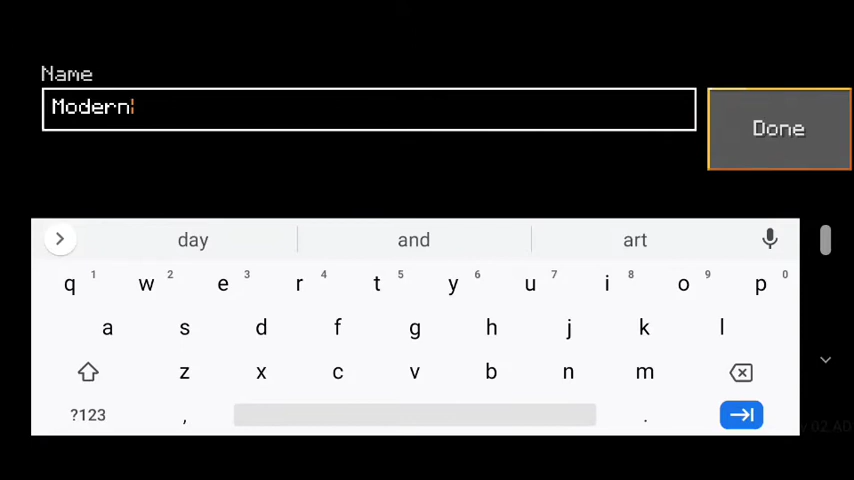 Name
Modern
Done
day and art
q 1 w 2 e 3 r 4 t 5 y 6 u 7 i 8 o 9 p 0
a s d f g h j k l
z x c v b n m
?123 , .